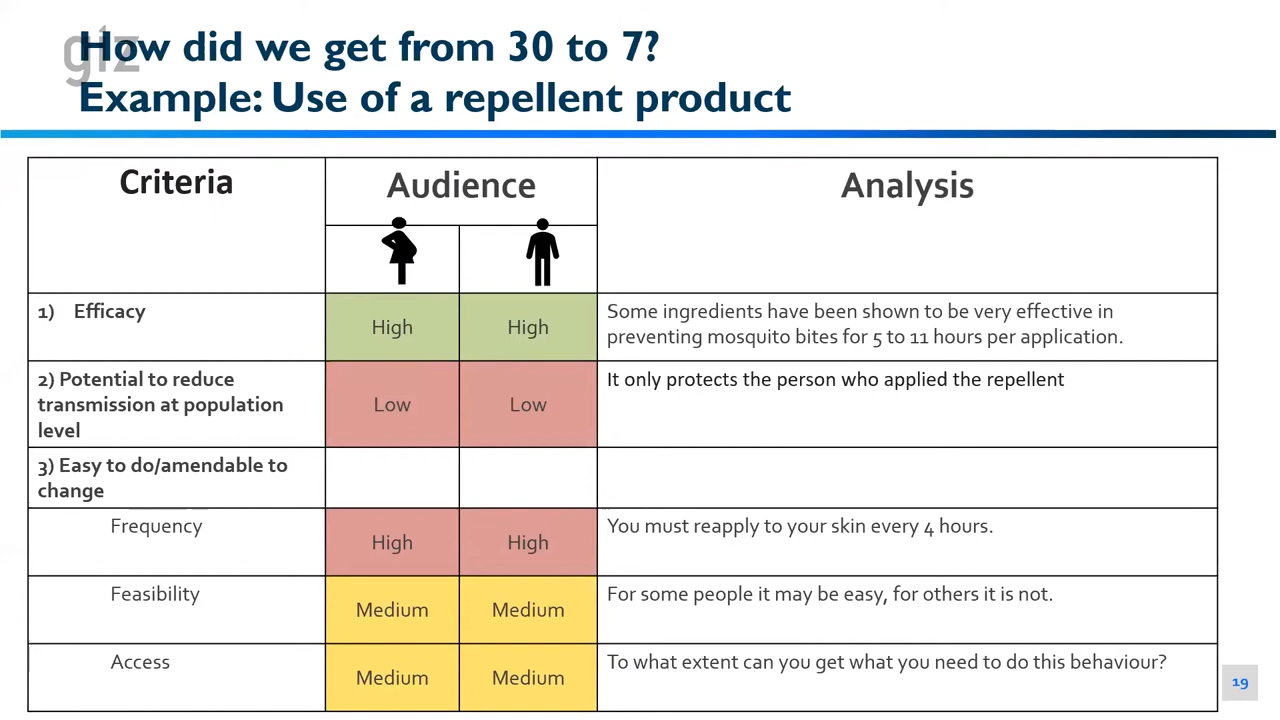 giz
How did we get from 30 to 7?
Example: Use of a repellent product
Criteria
Audience
Analysis
1) Efficacy
High
High
Some ingredients have been shown to be very effective in
preventing mosquito bites for 5 to 11 hours per application.
2) Potential to reduce
transmission at population
level
Low
Low
It only protects the person who applied the repellent
3) Easy to do/amendable to
change
Frequency
High
High
You must reapply to your skin every 4 hours.
Feasibility
Medium
Medium
For some people it may be easy, for others it is not.
Access
Medium
Medium
To what extent can you get what you need to do this behaviour?
19